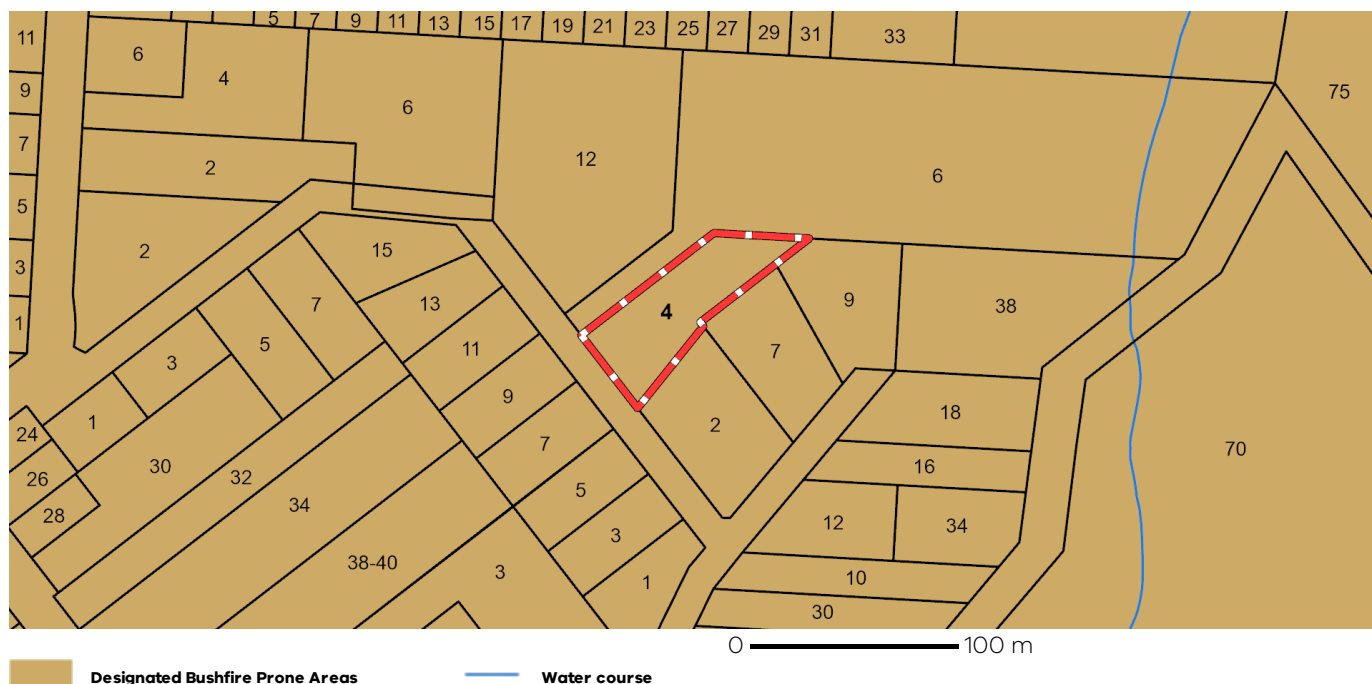 5 7 9 11 13 15 17 19 21 23 25 27 29 31 33
11 6 4 6 75
9
7 2 12 6
5
3 2 15
1 7 13 4 9 38
3 5 11 7
1 9 2 18
24 7 16
26 30 32 5 12 34 70
28 34 3
38-40 3 1 10
30
0 100 m
Designated Bushfire Prone Areas Water course